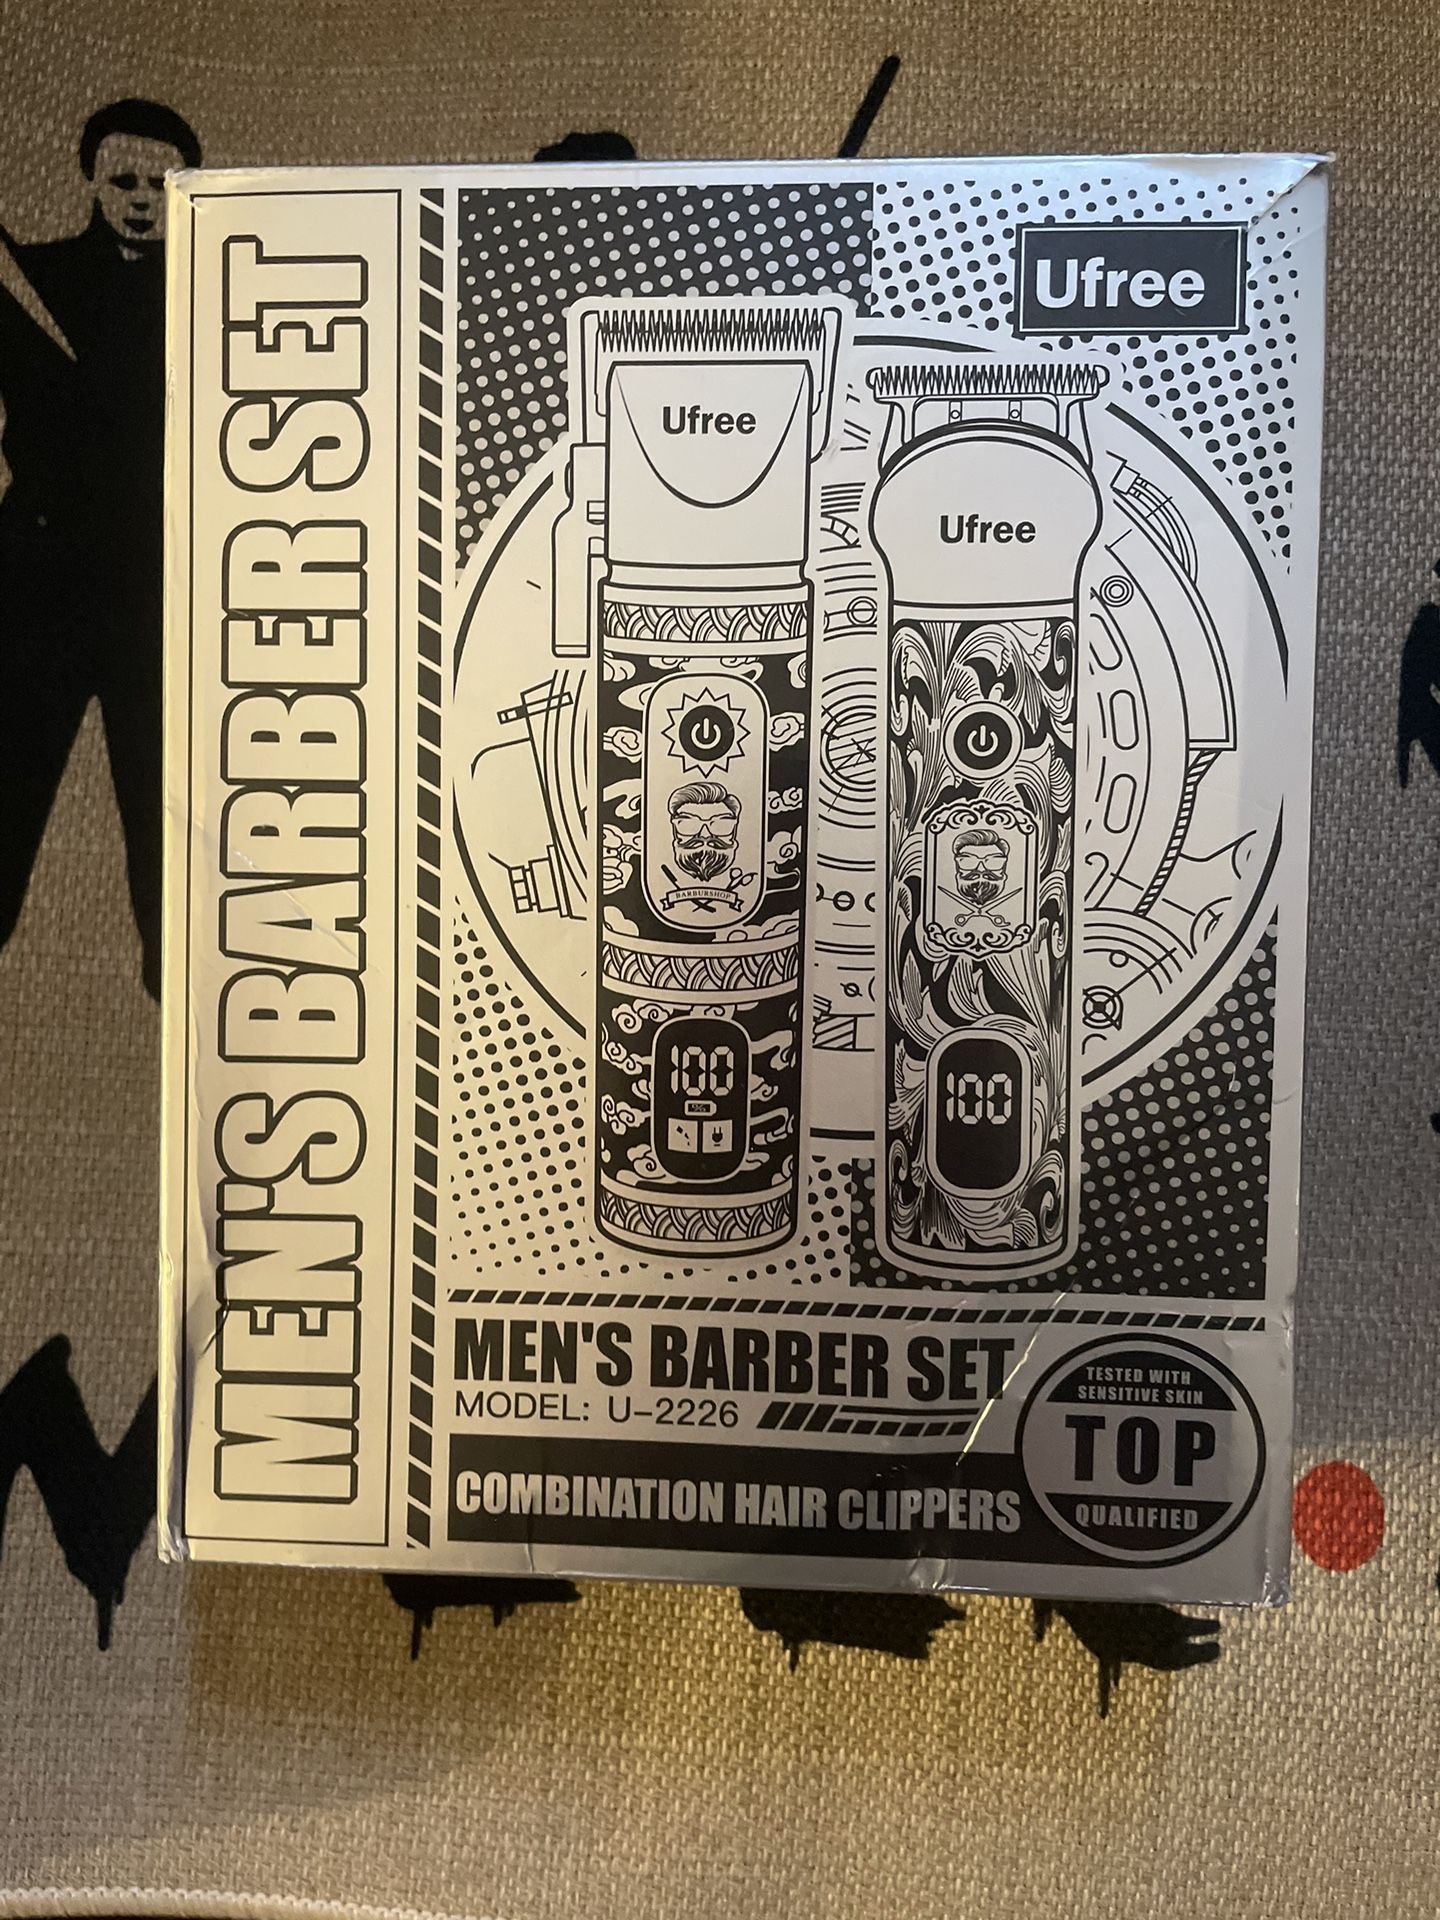 MEN'S BARBER SET
Ufree
Ufree
Ufree
BARBURSHOP
100
100
MEN'S BARBER SET
MODEL: U-2226
COMBINATION HAIR CLIPPERS
TESTED WITH
SENSITIVE SKIN
TOP
QUALIFIED